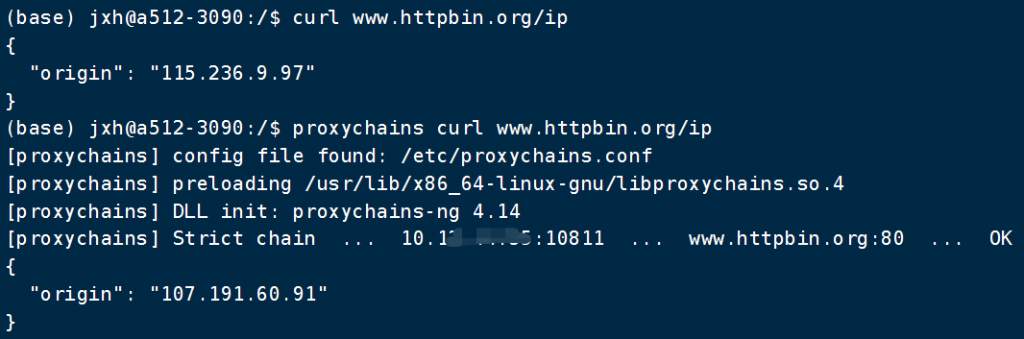 (base) jxh@a512-3090:/$ curl www.httpbin.org/ip
{
  "origin": "115.236.9.97"
}
(base) jxh@a512-3090:/$ proxychains curl www.httpbin.org/ip
[proxychains] config file found: /etc/proxychains.conf
[proxychains] preloading /usr/lib/x86_64-linux-gnu/libproxychains.so.4
[proxychains] DLL init: proxychains-ng 4.14
[proxychains] Strict chain  ...  :10811  ...  www.httpbin.org:80  ...  OK
{
  "origin": "107.191.60.91"
}